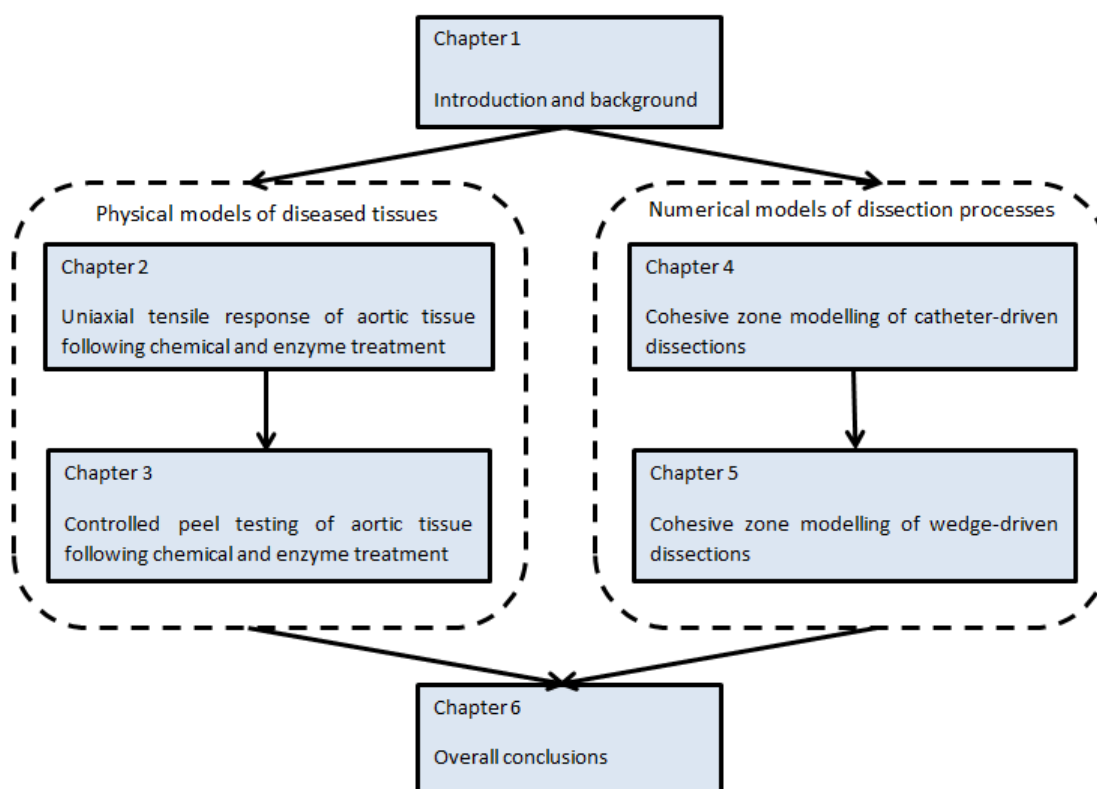 Chapter 1
Introduction and background
Physical models of diseased tissues
Chapter 2
Uniaxial tensile response of aortic tissue
following chemical and enzyme treatment
Chapter 3
Controlled peel testing of aortic tissue
following chemical and enzyme treatment
Numerical models of dissection processes
Chapter 4
Cohesive zone modelling of catheter-driven
dissections
Chapter 5
Cohesive zone modelling of wedge-driven
dissections
Chapter 6
Overall conclusions